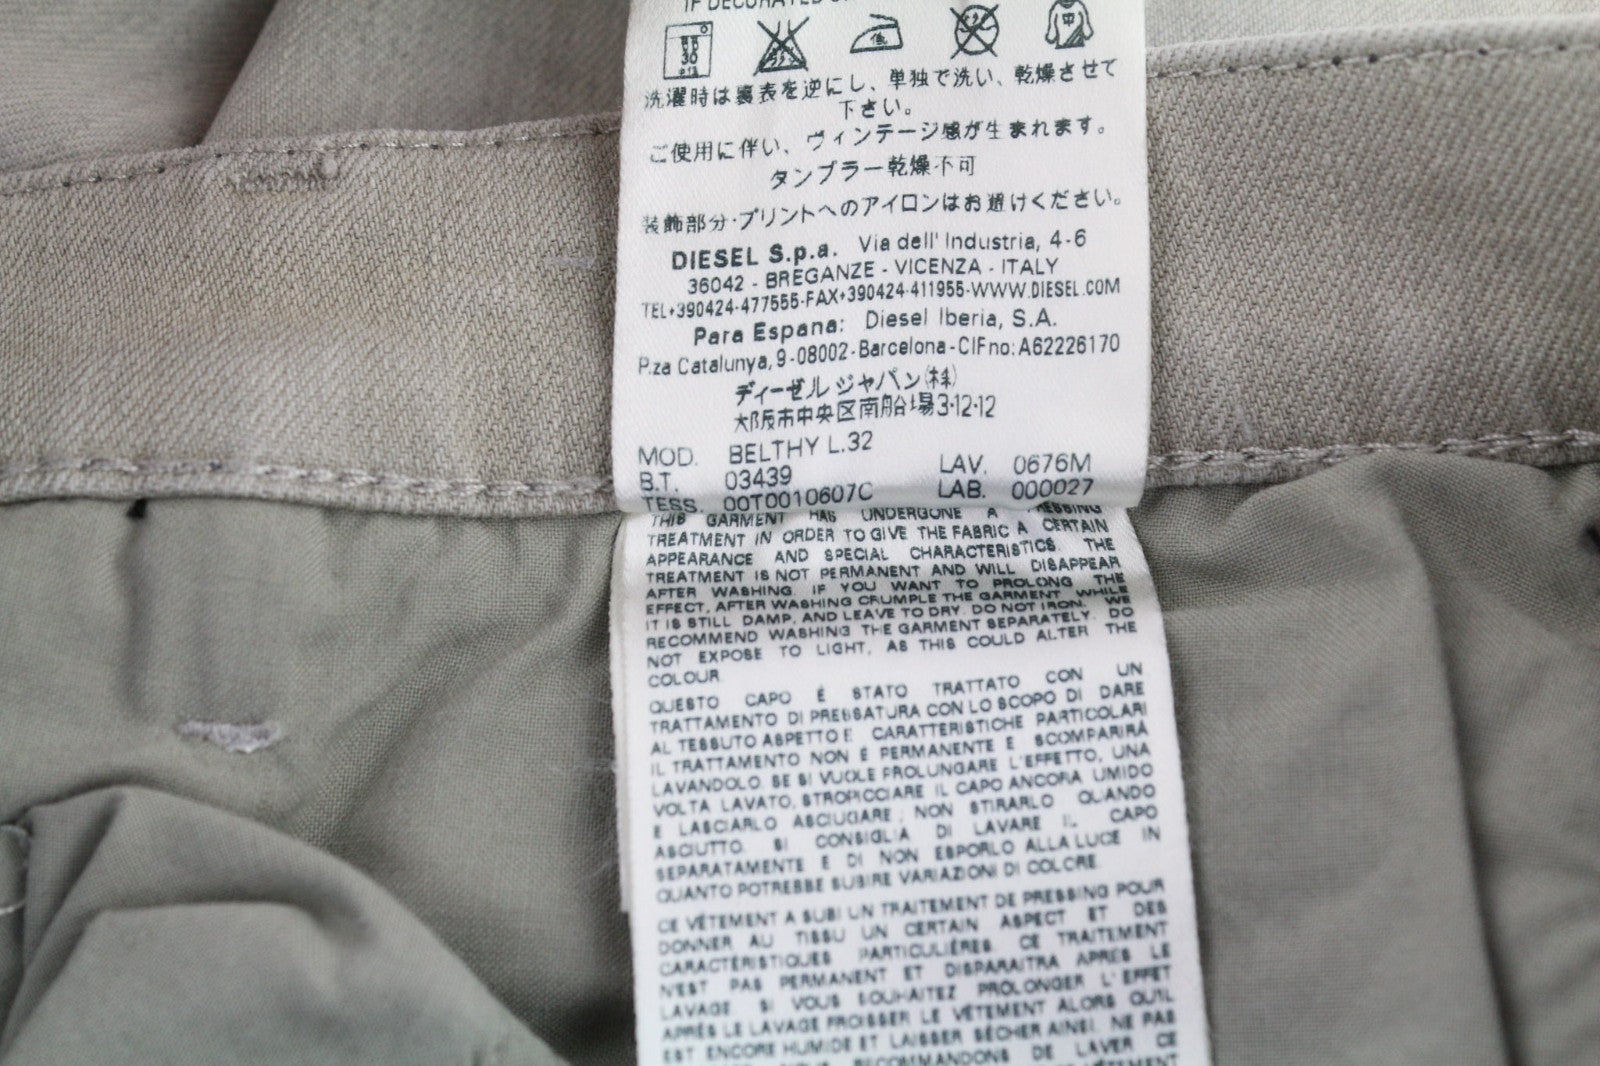 IF DECORATED
30
中
洗濯時は裏表を逆にし、単独で洗い、乾燥させて
下さい。
ご使用に伴い、ヴィンテージ感が生まれます。
タンブラー乾燥不可
装飾部分・プリントへのアイロンはお避けください。
DIESEL S.p.a. Via dell' Industria, 4-6
36042 - BREGANZE - VICENZA - ITALY
TEL+390424-477555-FAX+390424-411955-WWW.DIESEL.COM
Para Espana: Diesel Iberia, S.A.
P.za Catalunya, 9-08002-Barcelona-CIFno:A62226170
ディーゼルジャパン(株)
大阪市中央区南船場3-12-12
MOD. BELTHY L.32
B.T. 03439 LAV. 0676M
TESS. 00T0010607C LAB. 000027
THIS GARMENT HAS UNDERGONE A PRESSING
TREATMENT IN ORDER TO GIVE THE FABRIC A CERTAIN
APPEARANCE AND SPECIAL CHARACTERISTICS. THE
TREATMENT IS NOT PERMANENT AND WILL DISAPPEAR
AFTER WASHING. IF YOU WANT TO PROLONG THE
EFFECT, AFTER WASHING CRUMPLE THE GARMENT WHILE
IT IS STILL DAMP, AND LEAVE TO DRY. DO NOT IRON. WE
RECOMMEND WASHING THE GARMENT SEPARATELY. DO
NOT EXPOSE TO LIGHT, AS THIS COULD ALTER THE
COLOUR
QUESTO CAPO É STATO TRATTATO CON UN
TRATTAMENTO DI PRESSATURA CON LO SCOPO DI DARE
AL TESSUTO ASPETTO E CARATTERISTICHE PARTICOLARI
IL TRATTAMENTO NON É PERMANENTE E SCOMPARIRÀ
LAVANDOLO SE SI VUOLE PROLUNGARE L'EFFETTO, UNA
VOLTA LAVATO, STROPICCIARE IL CAPO ANCORA UMIDO
E LASCIARLO ASCIUGARE, NON STIRARLO QUANDO
ASCIUTTO. SI CONSIGLIA DI LAVARE IL CAPO
SEPARATAMENTE E DI NON ESPORLO ALLA LUCE IN
QUANTO POTREBBE SUBIRE VARIAZIONI DI COLORE
CE VÊTEMENT A SUBI UN TRAITEMENT DE PRESSING POUR
DONNER AU TISSU UN CERTAIN ASPECT ET DES
CARACTÉRISTIQUES PARTICULIÈRES. CE TRAITEMENT
N'EST PAS PERMANENT ET DISPARAITRA APRÈS LE
LAVAGE. SI VOUS SOUHAITEZ PROLONGER L'EFFET
APRÈS LE LAVAGE FROISSER LE VÊTEMENT ALORS QU'IL
EST ENCORE HUMIDE ET LAISSER SÉCHER AINSI. NE PAS
NOUS RECOMMANDONS DE LAVER CE